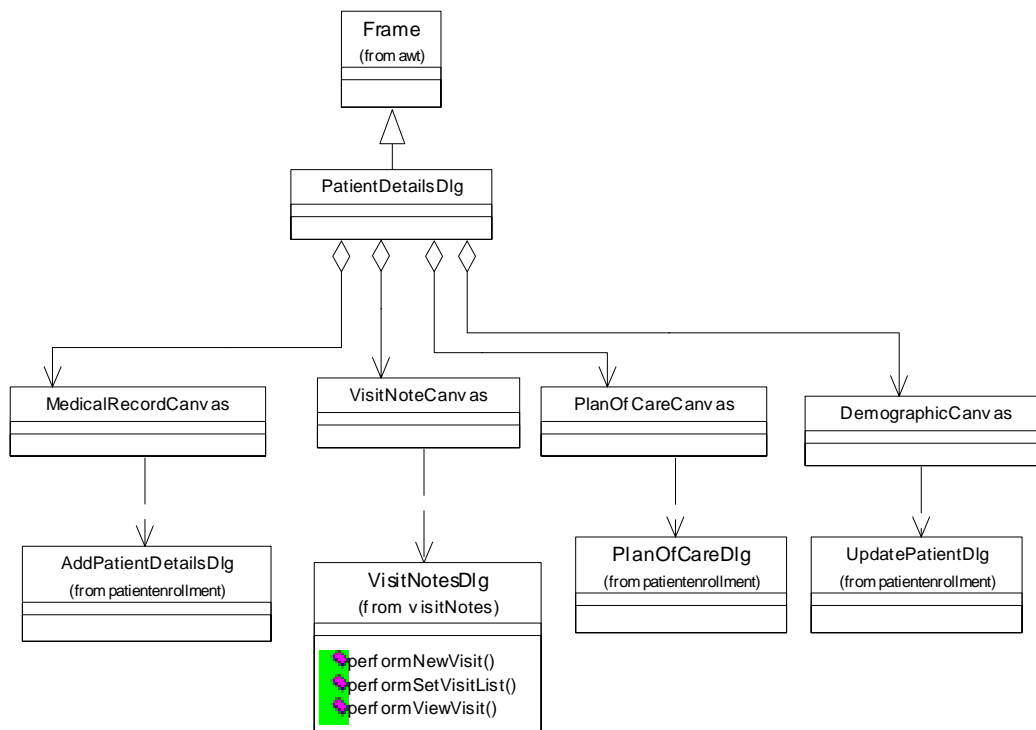 Frame
(from awt)
PatientDetailsDlg
MedicalRecordCanvas
VisitNoteCanvas
PlanOfCareCanvas
DemographicCanvas
AddPatientDetailsDlg
(from patientenrollment)
VisitNotesDlg
(from visitNotes)
performNewVisit()
performSetVisitList()
performViewVisit()
PlanOfCareDlg
(from patientenrollment)
UpdatePatientDlg
(from patientenrollment)